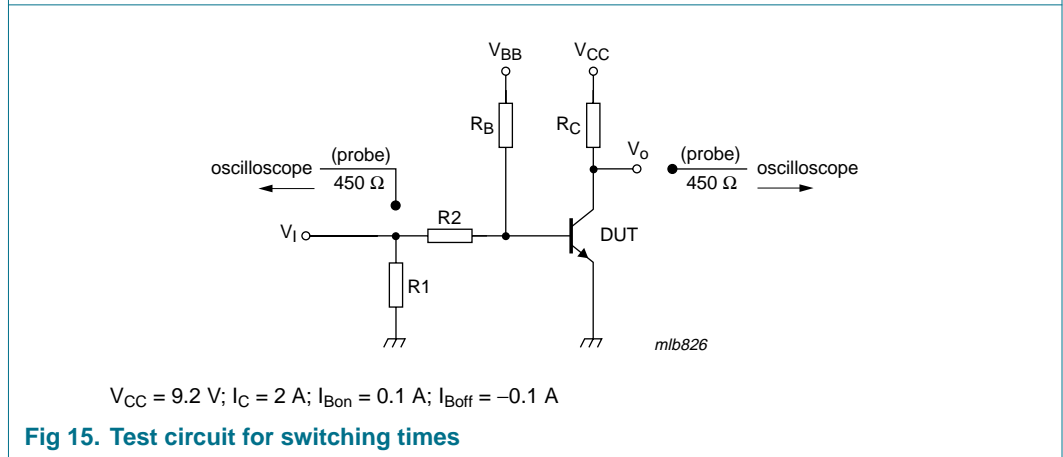 VBB
VCC
RB
RC
Vo
oscilloscope
(probe)
450 Ω
(probe)
450 Ω
oscilloscope
R2
VI
DUT
R1
mlb826
VCC = 9.2 V; IC = 2 A; IBon = 0.1 A; IBoff = −0.1 A
Fig 15. Test circuit for switching times